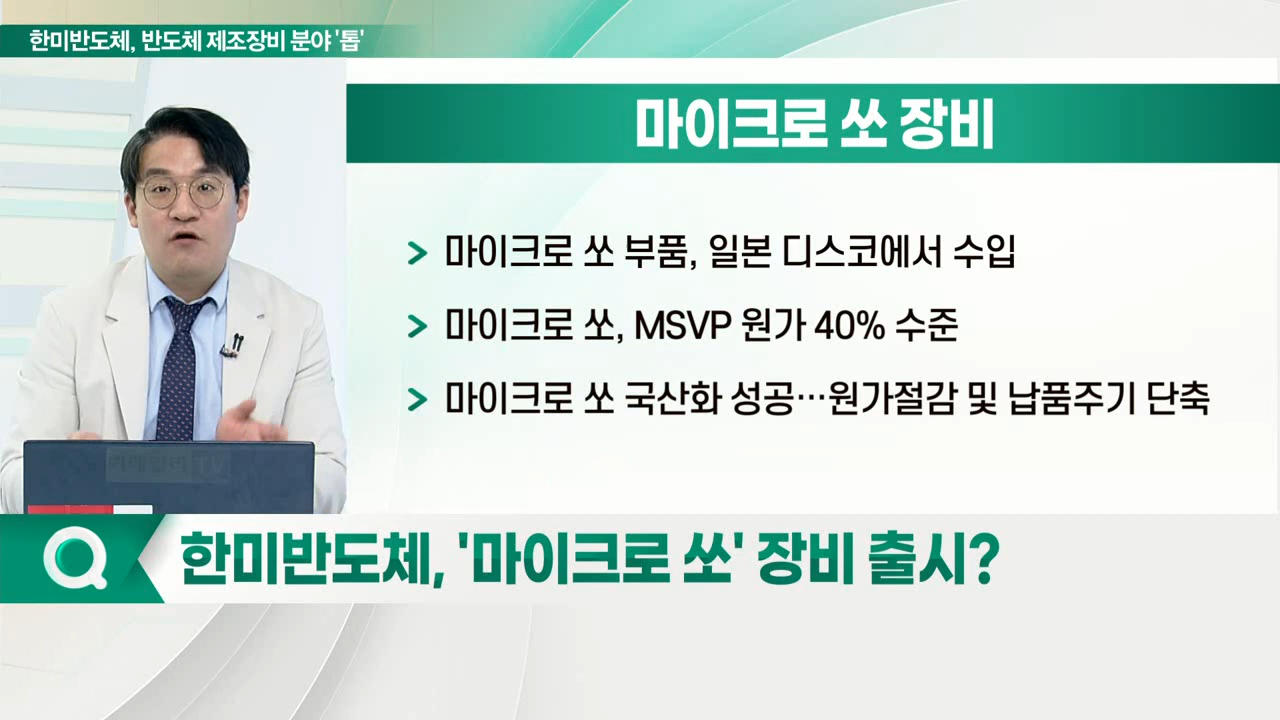 한미반도체, 반도체 제조장비 분야 '톱'
마이크로 쏘 장비
마이크로 쏘 부품, 일본 디스코에서 수입
마이크로 쏘, MSVP 원가 40% 수준
마이크로 쏘 국산화 성공…원가절감 및 납품주기 단축
한미반도체, '마이크로 쏘' 장비 출시?